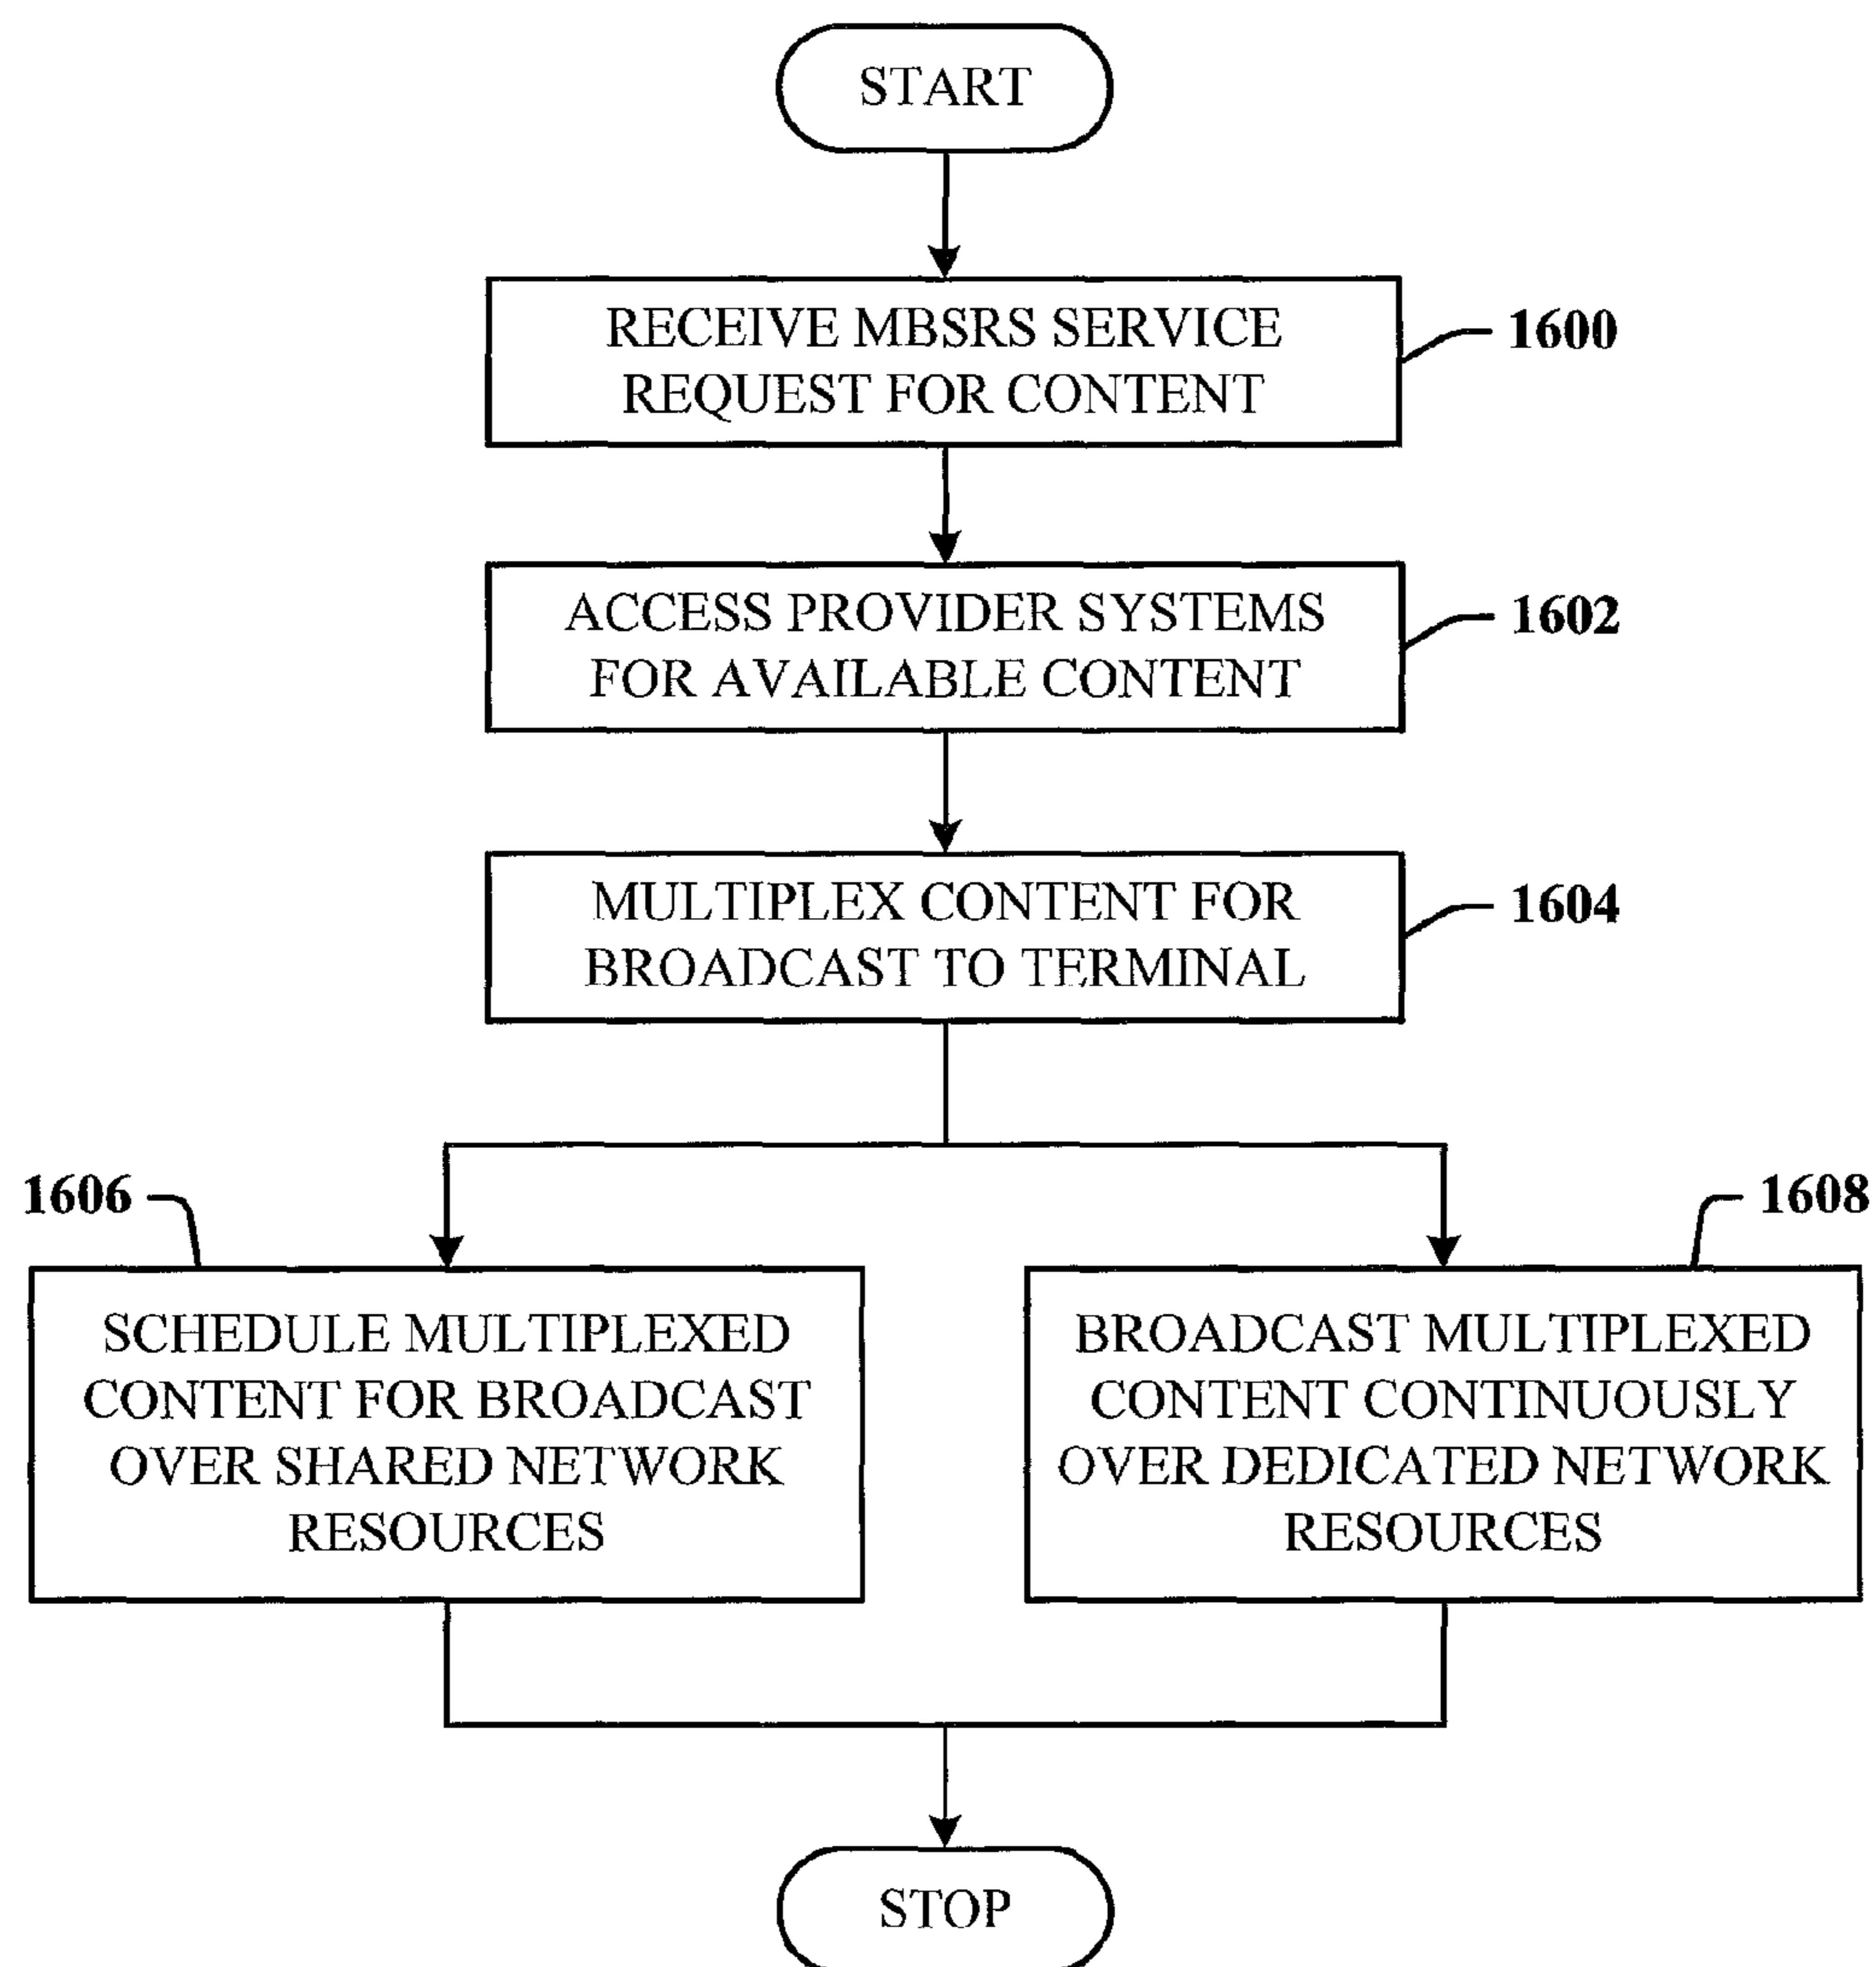 START
RECEIVE MBSRS SERVICE
REQUEST FOR CONTENT
1600
ACCESS PROVIDER SYSTEMS
FOR AVAILABLE CONTENT
1602
MULTIPLEX CONTENT FOR
BROADCAST TO TERMINAL
1604
1606
SCHEDULE MULTIPLEXED
CONTENT FOR BROADCAST
OVER SHARED NETWORK
RESOURCES
1608
BROADCAST MULTIPLEXED
CONTENT CONTINUOUSLY
OVER DEDICATED NETWORK
RESOURCES
STOP